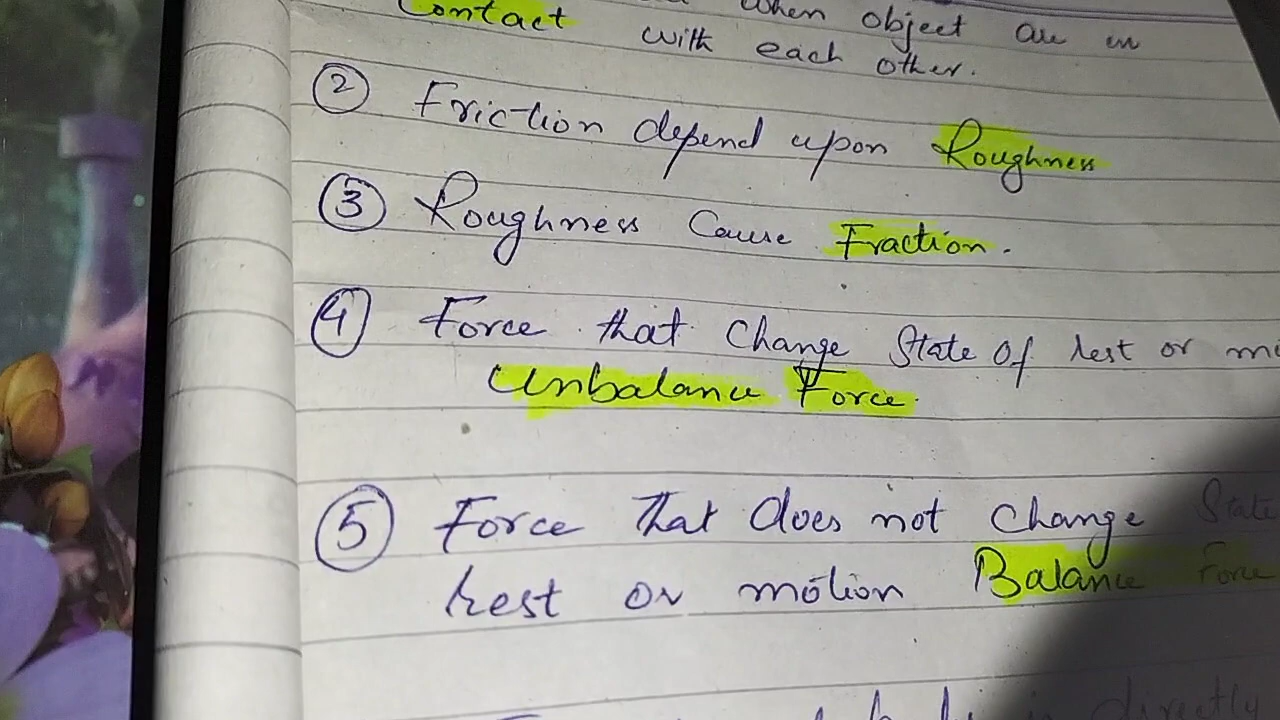 Contact when object are in
with each other.
② Friction depend upon Roughness
③ Roughness Cause Fraction.
④ Force that Change State of rest or
Unbalance Force.
⑤ Force that does not change State
rest or motion Balance Force
directly